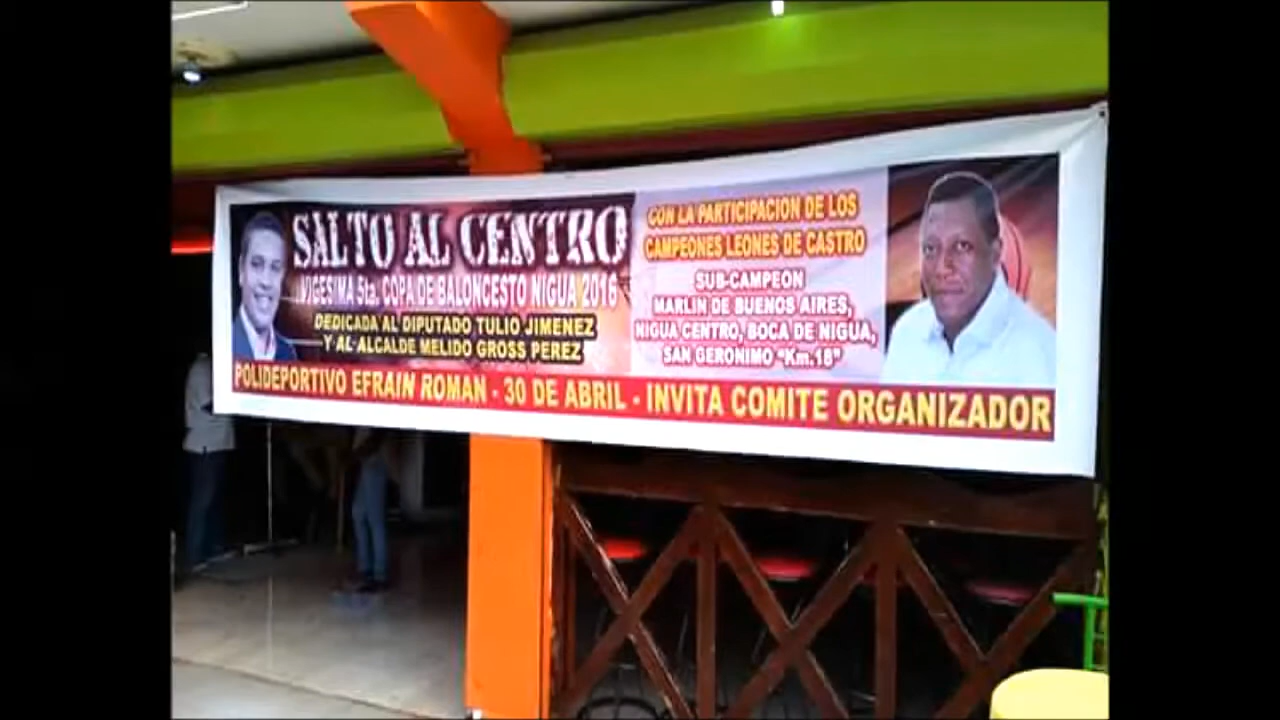 SALTO AL CENTRO
VIGESIMA 5ta. COPA DE BALONCESTO NIGUA 2016
DEDICADA AL DIPUTADO TULIO JIMENEZ
Y AL ALCALDE MELIDO GROSS PEREZ
CON LA PARTICIPACION DE LOS
CAMPEONES LEONES DE CASTRO
SUB-CAMPEON
MARLIN DE BUENOS AIRES,
NIGUA CENTRO, BOCA DE NIGUA,
SAN GERONIMO "Km.18"
POLIDEPORTIVO EFRAIN ROMAN - 30 DE ABRIL - INVITA COMITE ORGANIZADOR